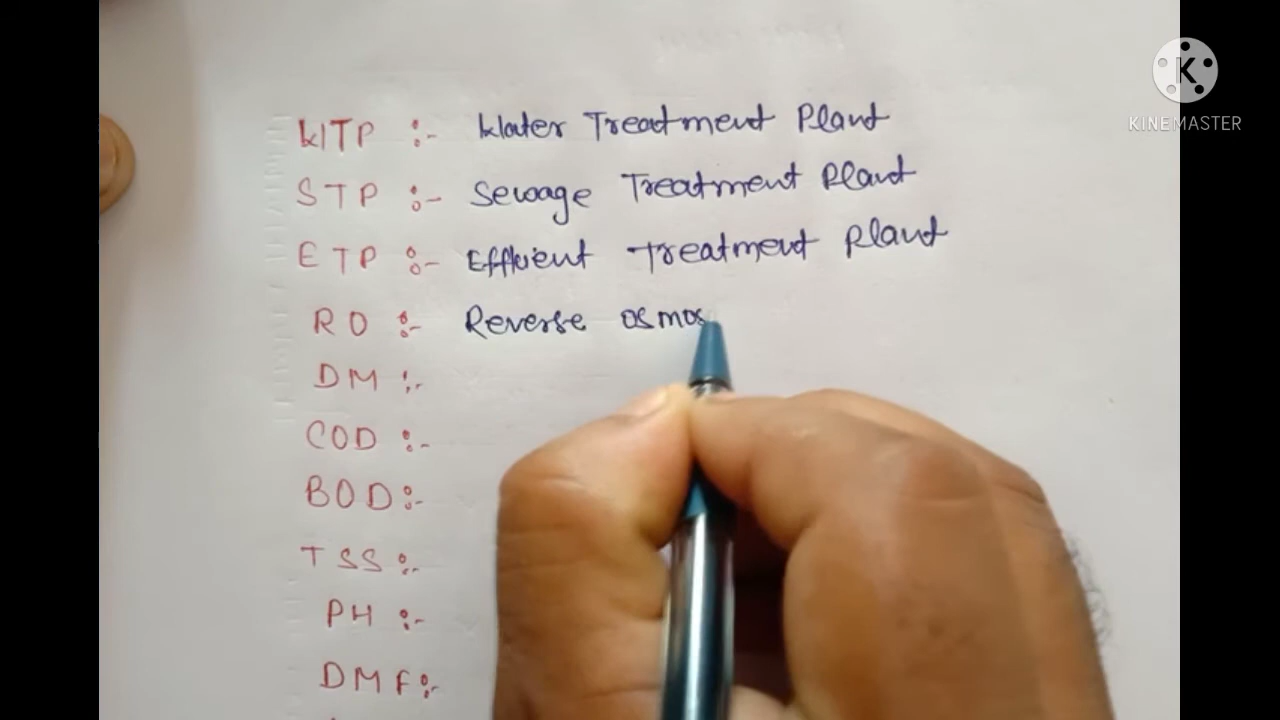 WTP :- Water Treatment Plant
STP :- Sewage Treatment Plant
ETP :- Effluent Treatment Plant
RO :- Reverse osmos
DM :-
COD :-
BOD :-
TSS :-
PH :-
DMF :-
K
KINEMASTER